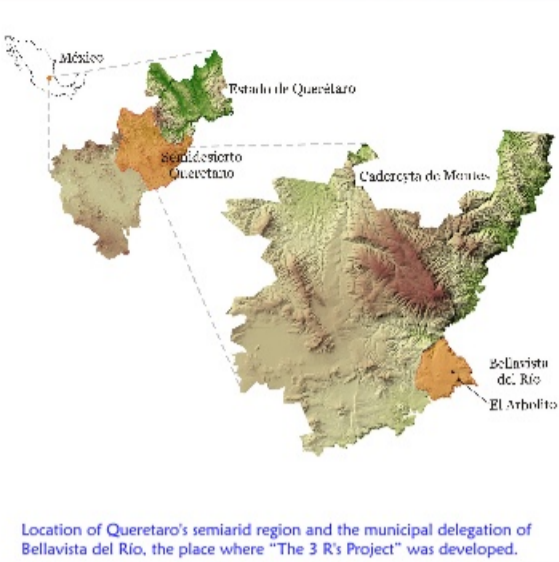 México
Estado de Querétaro
Semidesierto
Queretano
Cadereyta de Montes
Bellavista
del Río
El Arbolito
Location of Queretaro's semiarid region and the municipal delegation of
Bellavista del Río, the place where “The 3 R's Project” was developed.